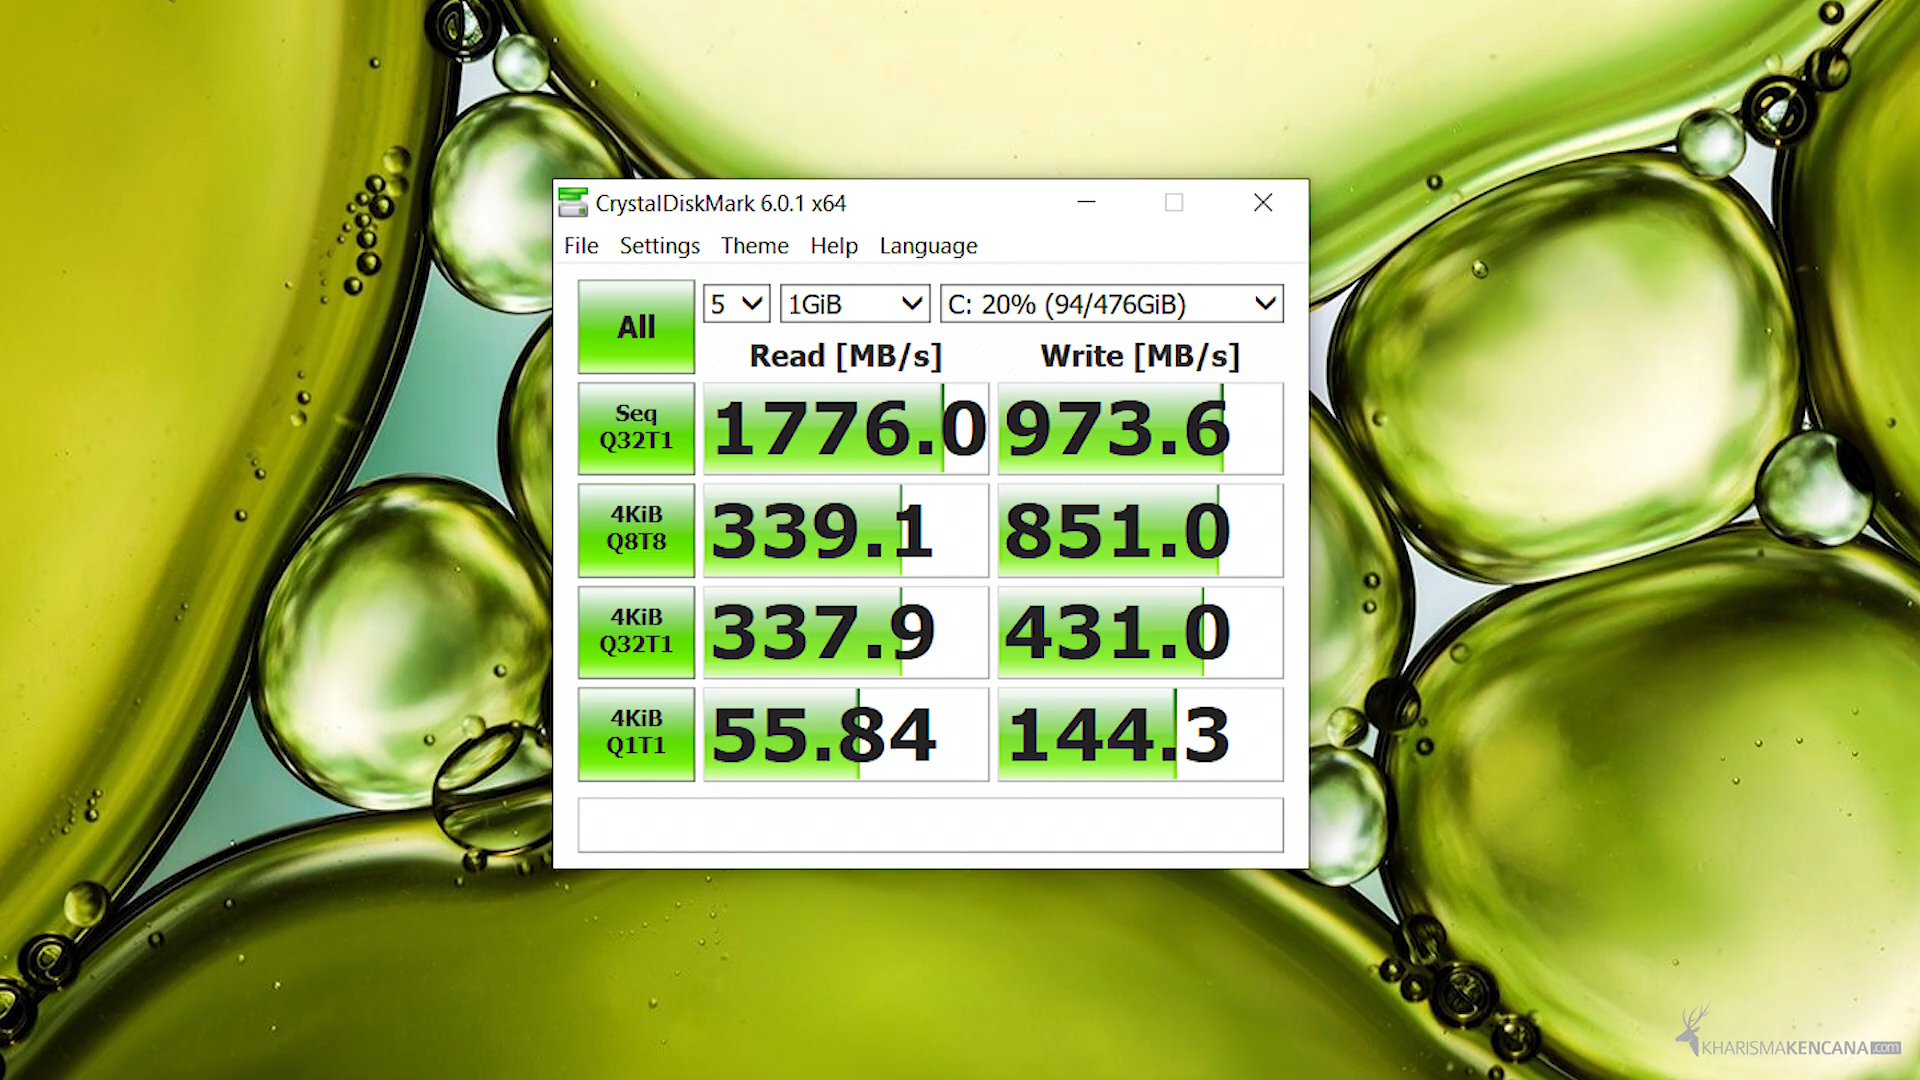 CrystalDiskMark 6.0.1 x64
File Settings Theme Help Language
All 5 1GiB C: 20% (94/476GiB)
Read [MB/s] Write [MB/s]
Seq
Q32T1 1776.0 973.6
4KiB
Q8T8 339.1 851.0
4KiB
Q32T1 337.9 431.0
4KiB
Q1T1 55.84 144.3
KHARISMAKENCANA.com